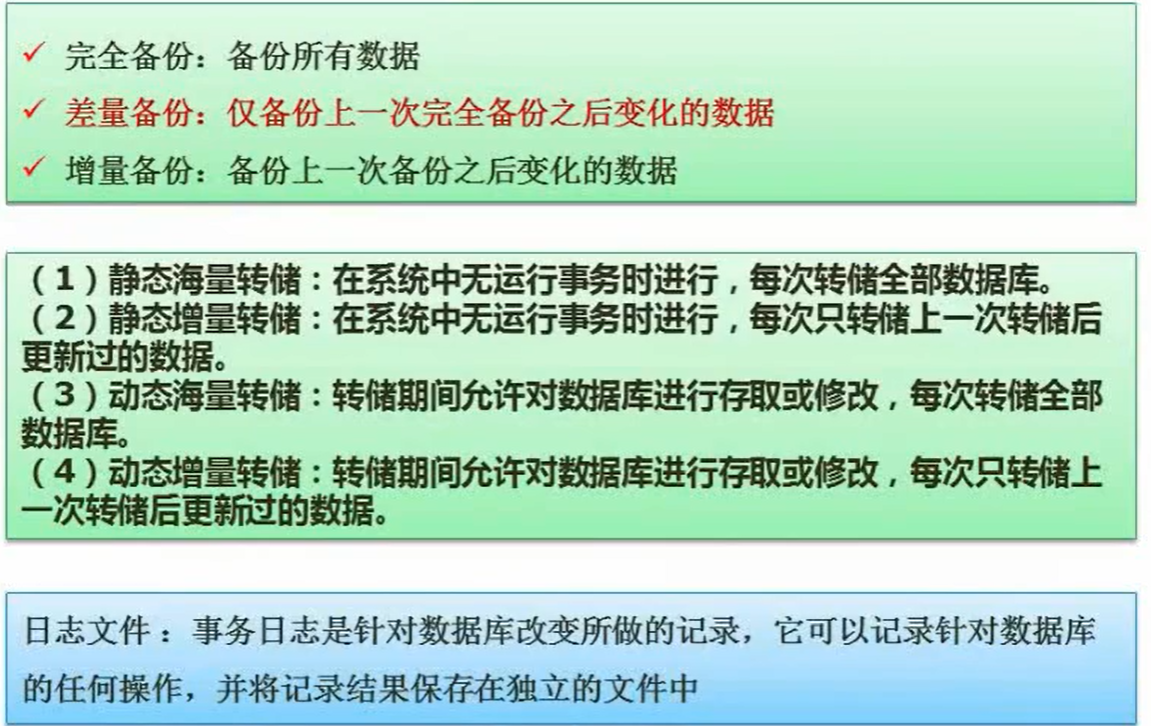 ✓ 完全备份：备份所有数据
✓ 差量备份：仅备份上一次完全备份之后变化的数据
✓ 增量备份：备份上一次备份之后变化的数据
（1）静态海量转储：在系统中无运行事务时进行，每次转储全部数据库。
（2）静态增量转储：在系统中无运行事务时进行，每次只转储上一次转储后
更新过的数据。
（3）动态海量转储：转储期间允许对数据库进行存取或修改，每次转储全部
数据库。
（4）动态增量转储：转储期间允许对数据库进行存取或修改，每次只转储上
一次转储后更新过的数据。
日志文件：事务日志是针对数据库改变所做的记录，它可以记录针对数据库
的任何操作，并将记录结果保存在独立的文件中